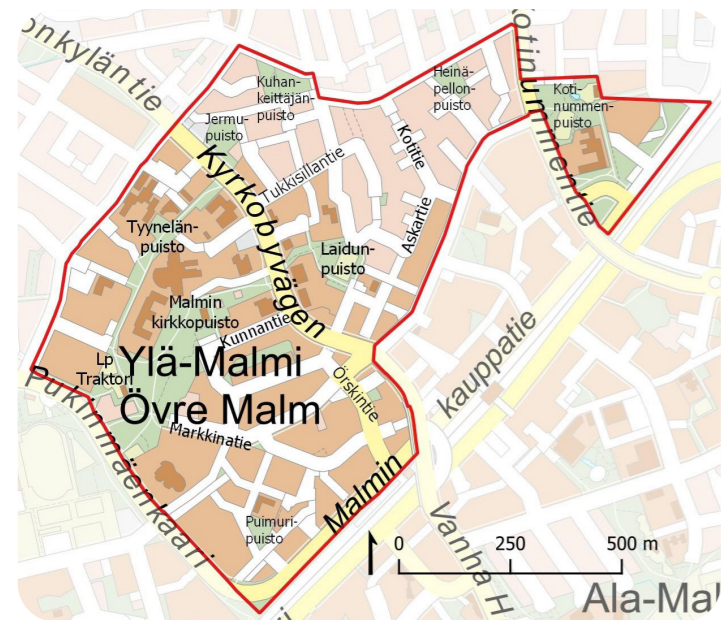 onkyläntie
Kotinummentie
Kuhan-
keittäjän-
puisto
Heinä-
pellon-
puisto
Koti-
nummen-
puisto
Jermu-
puisto
Kyrkobyvägen
Tukkisillantie
Kotitie
Askartie
Tyynelän-
puisto
Laidun-
puisto
Malmin
kirkkopuisto
Kunnantie
Lp
Traktori
Ylä-Malmi
Övre Malm
Örskintie
kauppatie
Pukinmäenkaari
Markkinatie
Malmin
Puimuri-
puisto
Vanha H
0 250 500 m
Ala-Ma